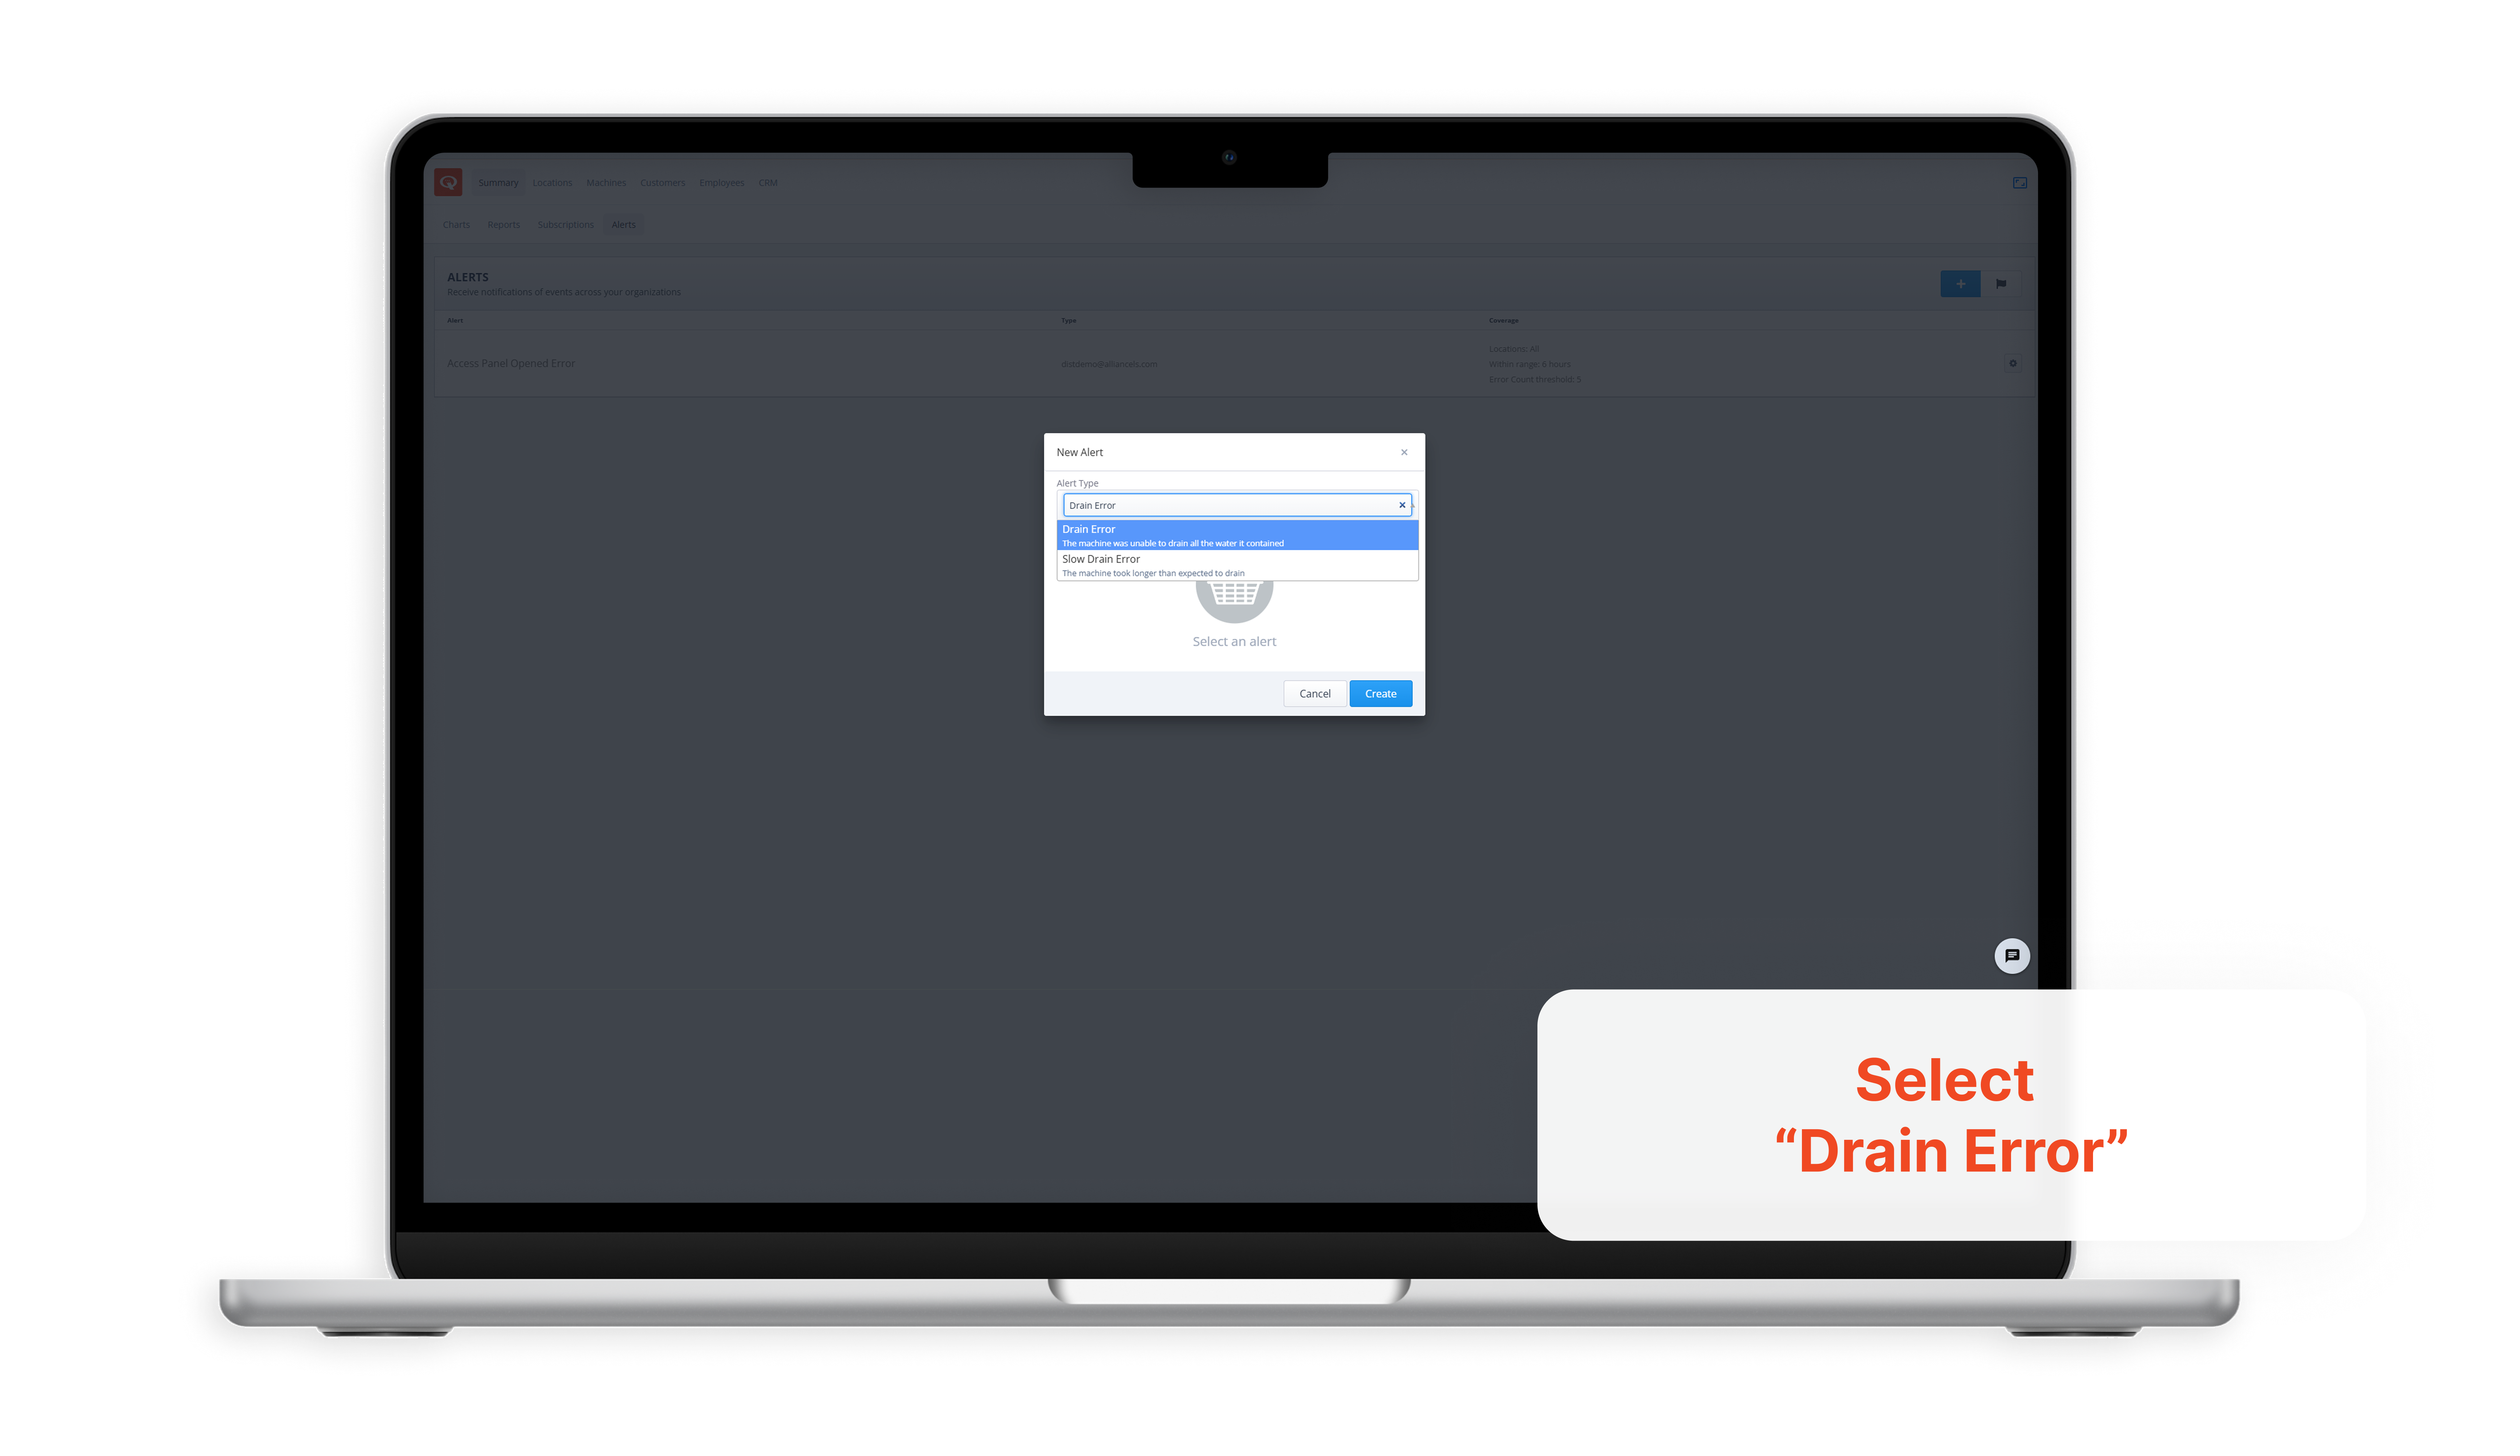 Summary Locations Machines Customers Employees CRM
Charts Reports Subscriptions Alerts
ALERTS
Receive notifications of events across your organizations
Alert Type Coverage
Access Panel Opened Error
distdemo@alliancels.com
Locations: All
Within range: 6 hours
Error Count threshold: 5
New Alert
Alert Type
Drain Error
Drain Error
The machine was unable to drain all the water it contained
Slow Drain Error
The machine took longer than expected to drain
Select an alert
Cancel Create
Select
“Drain Error”